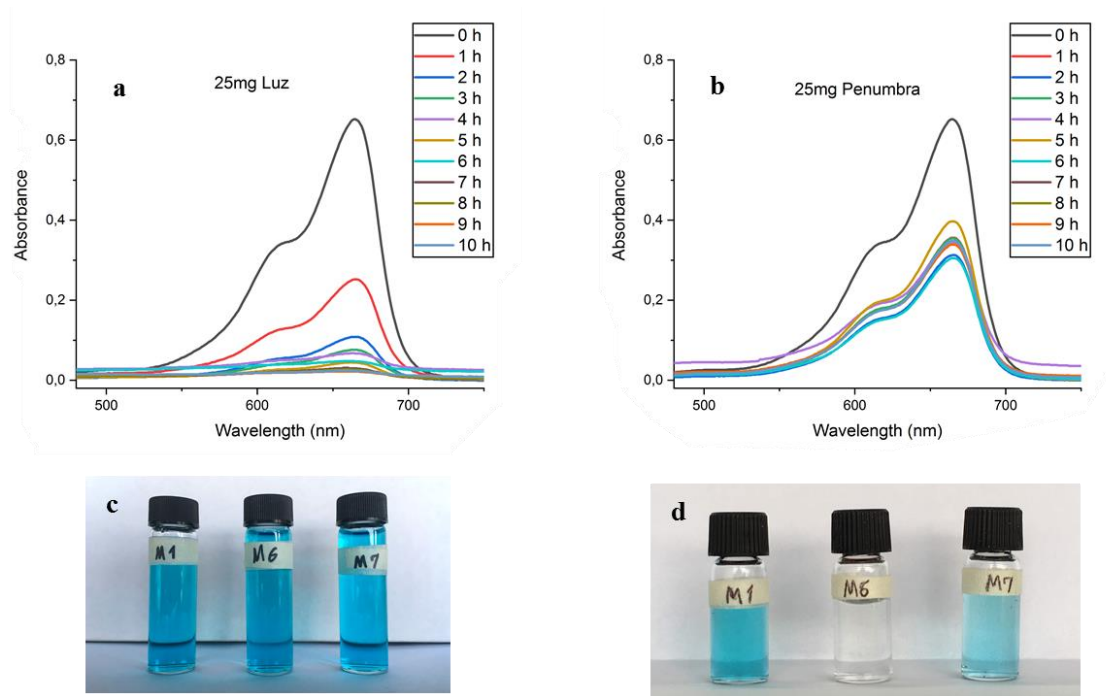 a
25mg Luz
0,8
0,6
0,4
0,2
0,0
Absorbance
500
600
700
Wavelength (nm)
0 h
1 h
2 h
3 h
4 h
5 h
6 h
7 h
8 h
9 h
10 h
b
25mg Penumbra
0,8
0,6
0,4
0,2
0,0
Absorbance
500
600
700
Wavelength (nm)
0 h
1 h
2 h
3 h
4 h
5 h
6 h
7 h
8 h
9 h
10 h
c
M1
M6
M7
d
M1
M6
M7